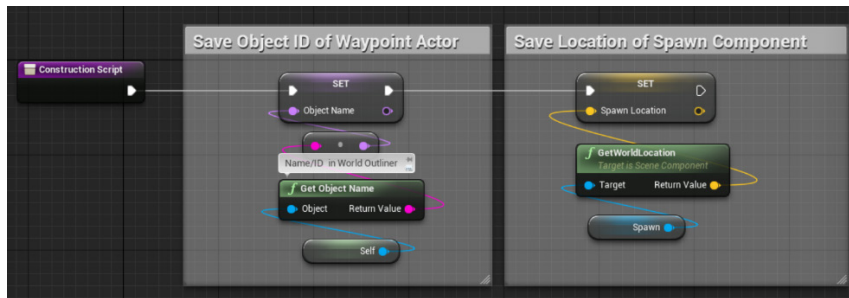 Save Object ID of Waypoint Actor
Save Location of Spawn Component
Construction Script
SET
Object Name
Name/ID in World Outliner
Get Object Name
Object
Return Value
Self
SET
Spawn Location
GetWorldLocation
Target is Scene Component
Target
Return Value
Spawn